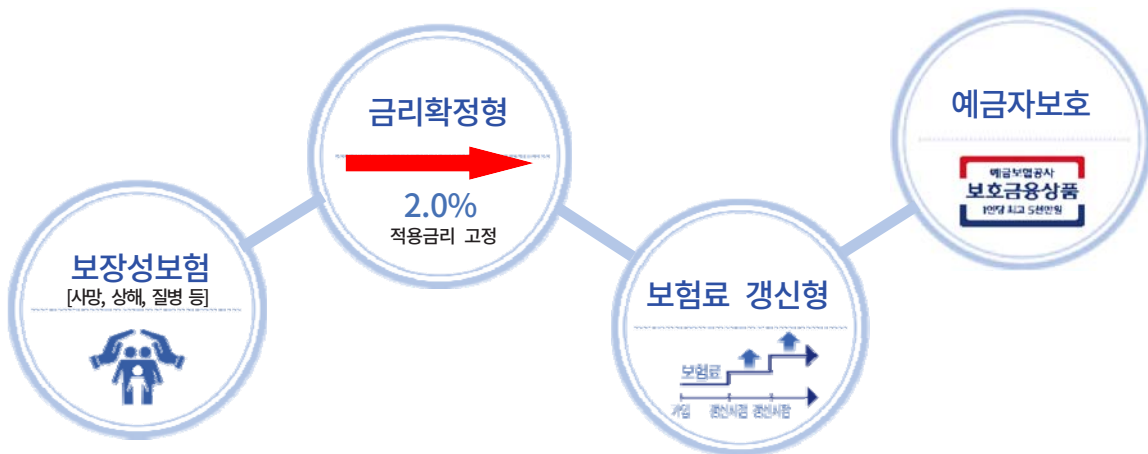 보장성보험
[사망, 상해, 질병 등]
금리확정형
2.0%
적용금리 고정
보험료 갱신형
보험료
가입 갱신시점 갱신시점
예금자보호
예금보험공사
보호금융상품
1인당 최고 5천만원